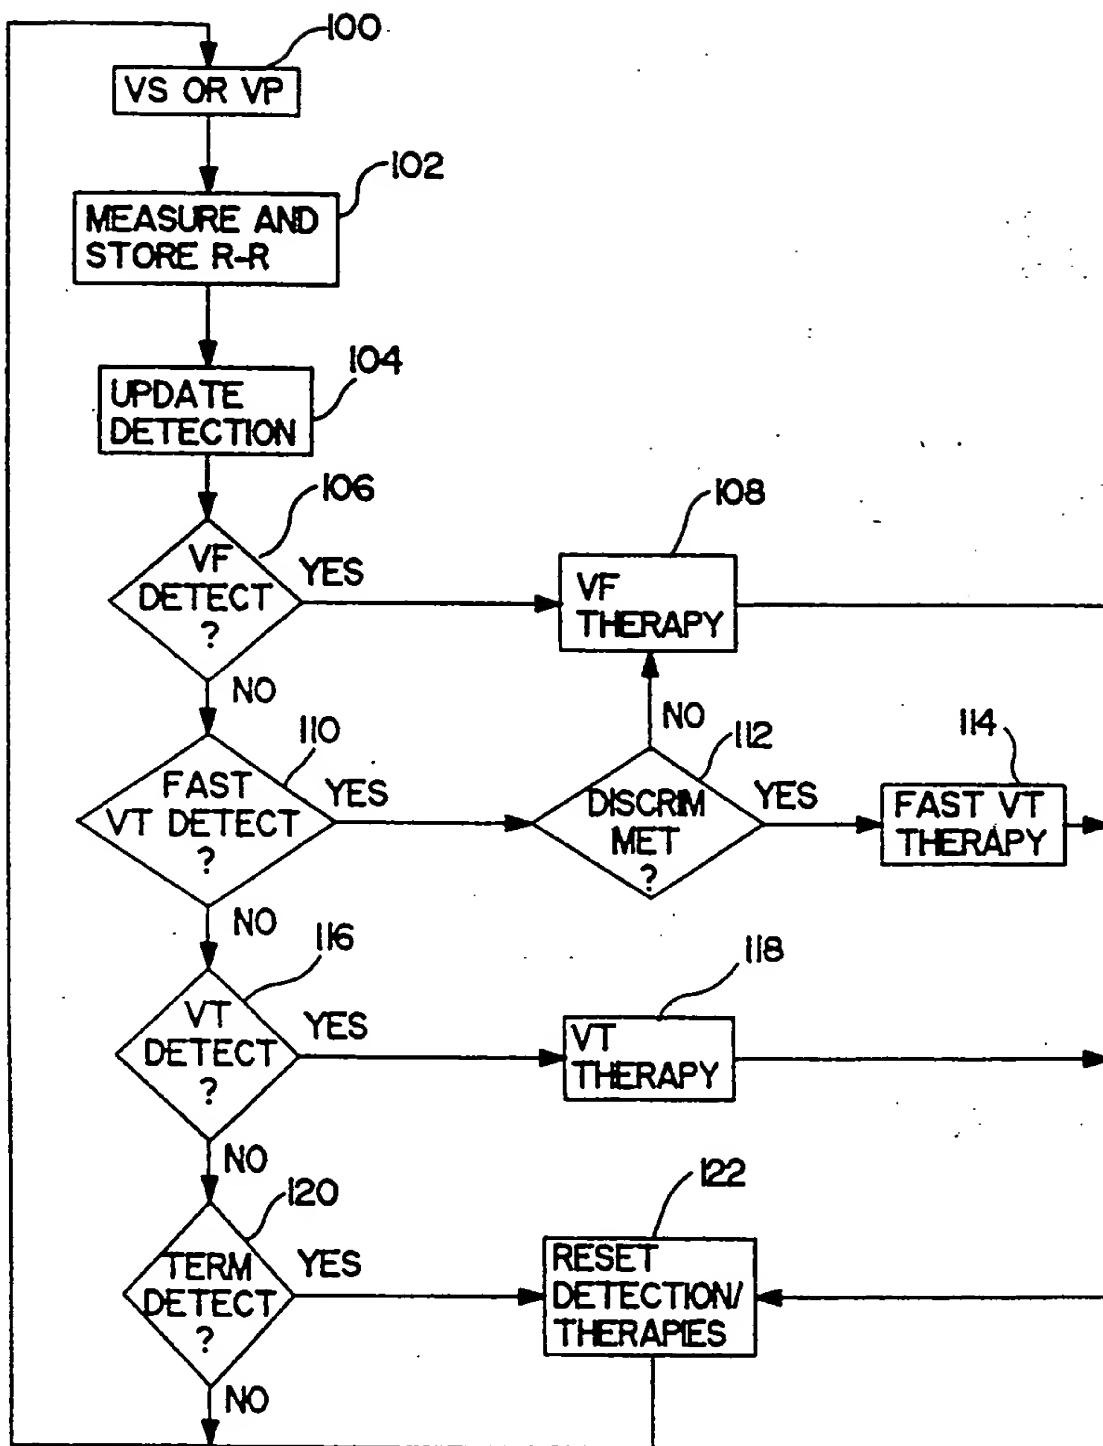 100
VS OR VP
102
MEASURE AND
STORE R-R
104
UPDATE
DETECTION
106
VF
DETECT
?
YES
NO
108
VF
THERAPY
110
FAST
VT DETECT
?
YES
NO
NO
112
DISCRIM
MET
?
YES
114
FAST VT
THERAPY
116
VT
DETECT
?
YES
NO
118
VT
THERAPY
120
TERM
DETECT
?
YES
NO
122
RESET
DETECTION/
THERAPIES